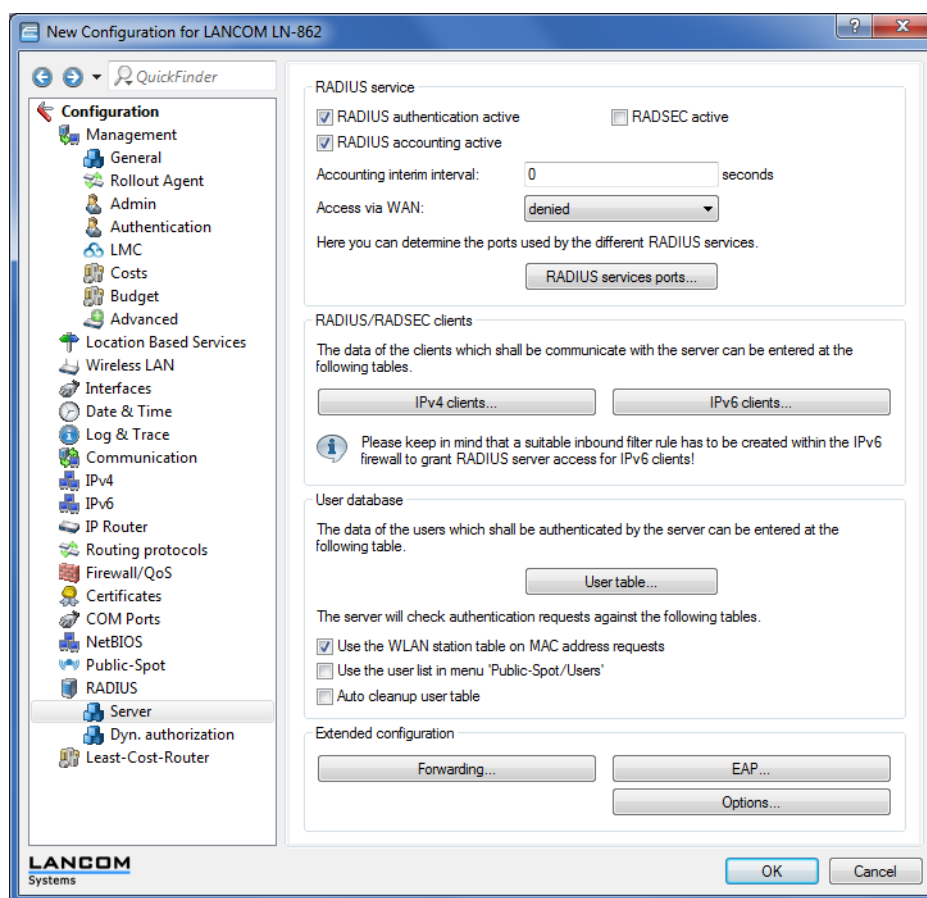 New Configuration for LANCOM LN-862
QuickFinder
Configuration
Management
General
Rollout Agent
Admin
Authentication
LMC
Costs
Budget
Advanced
Location Based Services
Wireless LAN
Interfaces
Date & Time
Log & Trace
Communication
IPv4
IPv6
IP Router
Routing protocols
Firewall/QoS
Certificates
COM Ports
NetBIOS
Public-Spot
RADIUS
Server
Dyn. authorization
Least-Cost-Router
RADIUS service
RADIUS authentication active
RADSEC active
RADIUS accounting active
Accounting interim interval: 0 seconds
Access via WAN: denied
Here you can determine the ports used by the different RADIUS services.
RADIUS services ports...
RADIUS/RADSEC clients
The data of the clients which shall be communicate with the server can be entered at the
following tables.
IPv4 clients...
IPv6 clients...
Please keep in mind that a suitable inbound filter rule has to be created within the IPv6
firewall to grant RADIUS server access for IPv6 clients!
User database
The data of the users which shall be authenticated by the server can be entered at the
following table.
User table...
The server will check authentication requests against the following tables.
Use the WLAN station table on MAC address requests
Use the user list in menu 'Public-Spot/Users'
Auto cleanup user table
Extended configuration
Forwarding...
EAP...
Options...
LANCOM
Systems
OK
Cancel